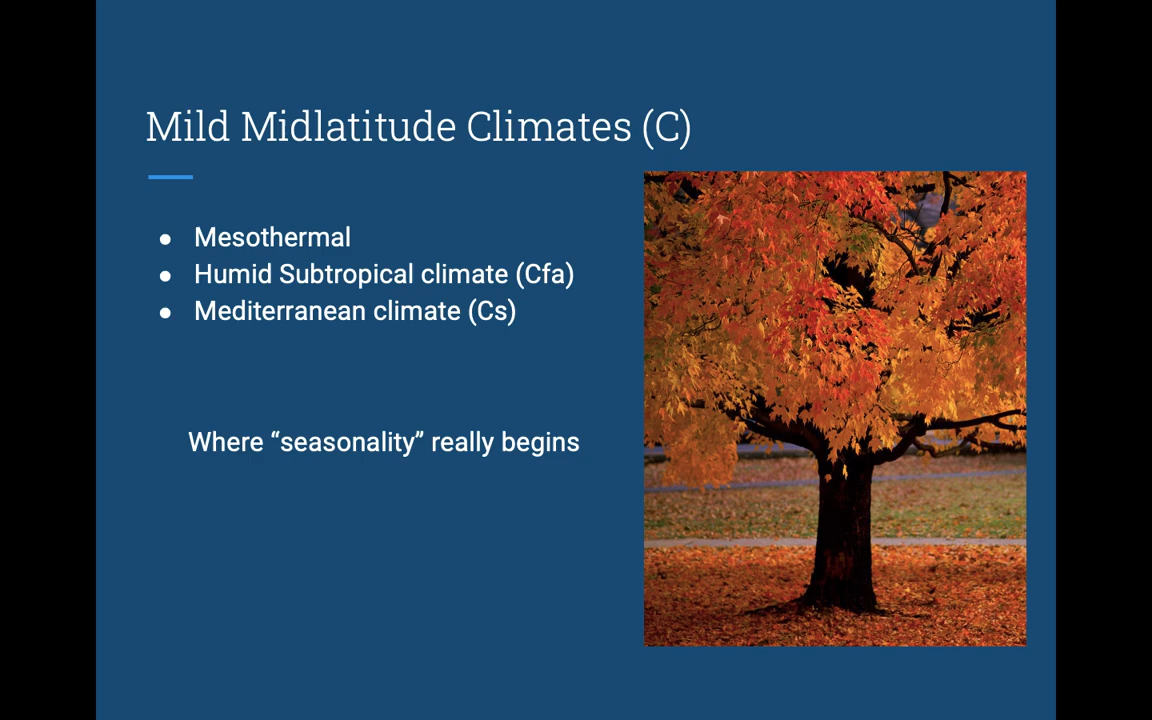 Mild Midlatitude Climates (C)
● Mesothermal
● Humid Subtropical climate (Cfa)
● Mediterranean climate (Cs)
Where “seasonality” really begins